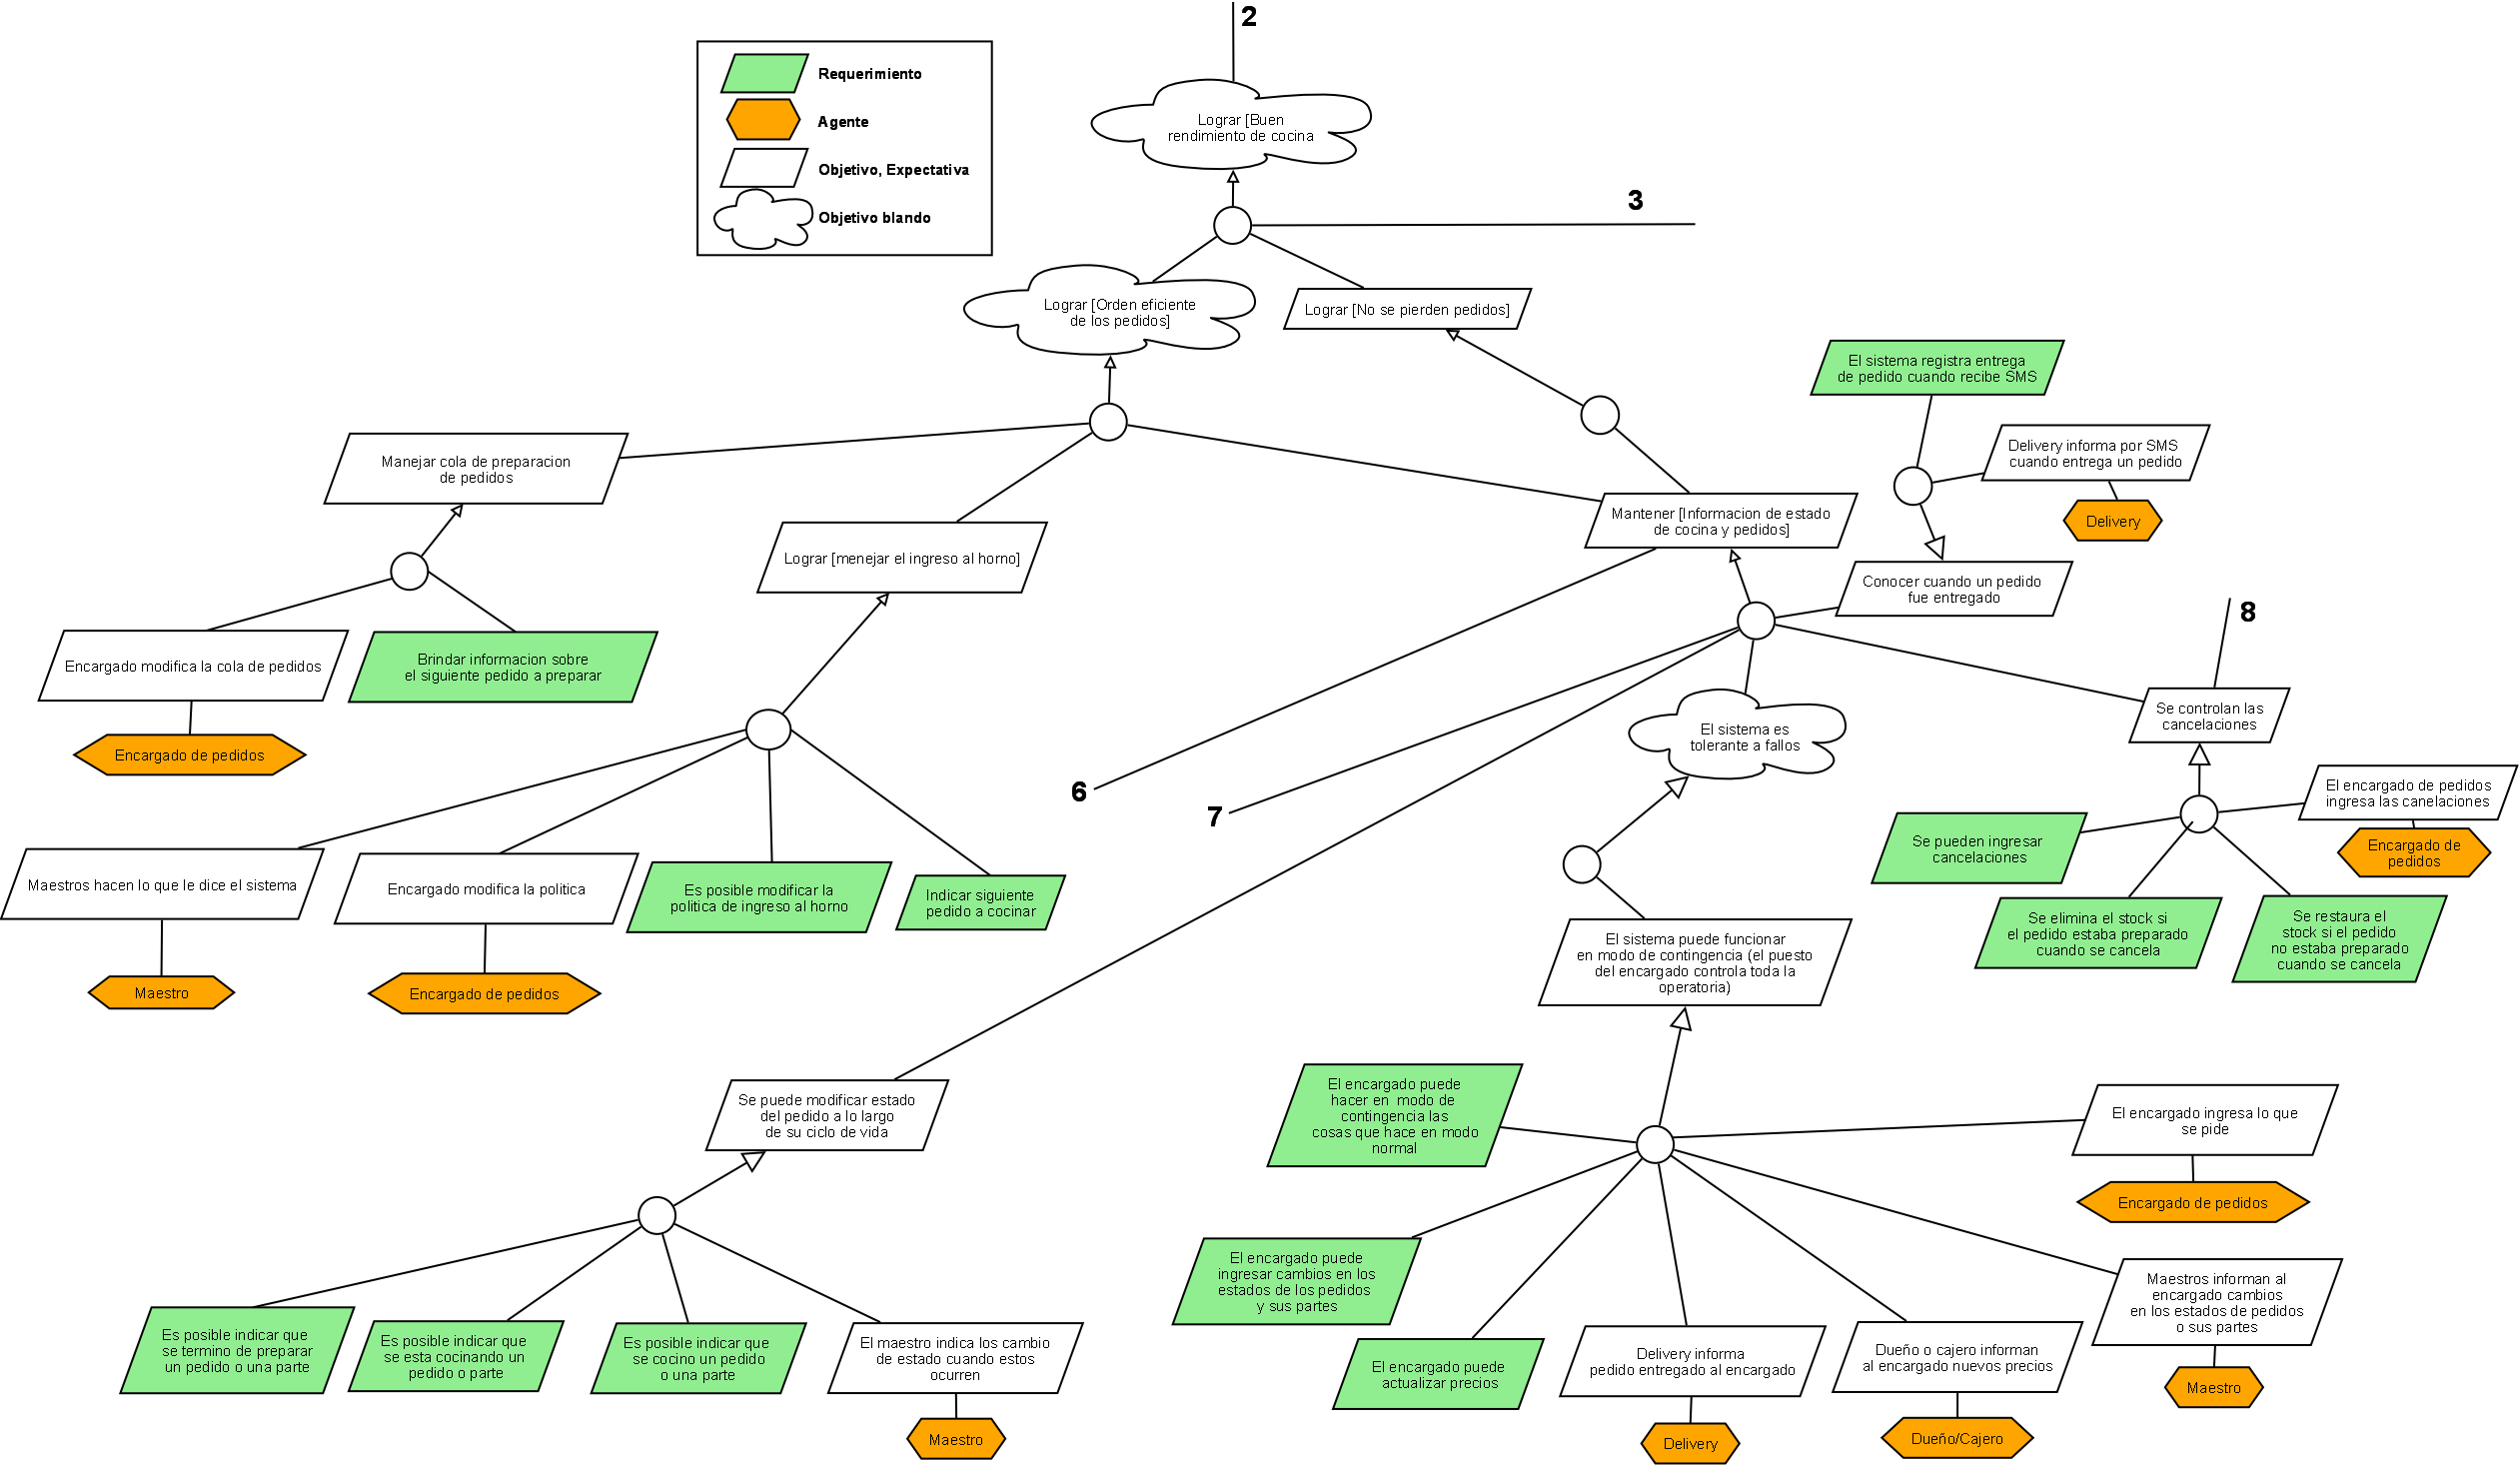 2
Requerimiento
Agente
Objetivo, Expectativa
Objetivo blando
Lograr [Buen
rendimiento de cocina
3
Lograr [Orden eficiente
de los pedidos]
Lograr [No se pierden pedidos]
El sistema registra entrega
de pedido cuando recibe SMS
Delivery informa por SMS
cuando entrega un pedido
Delivery
Manejar cola de preparacion
de pedidos
Lograr [menejar el ingreso al horno]
Mantener [Informacion de estado
de cocina y pedidos]
Conocer cuando un pedido
fue entregado
8
Encargado modifica la cola de pedidos
Brindar informacion sobre
el siguiente pedido a preparar
Encargado de pedidos
El sistema es
tolerante a fallos
Se controlan las
cancelaciones
6
7
El encargado de pedidos
ingresa las canelaciones
Encargado de
pedidos
Se pueden ingresar
cancelaciones
Maestros hacen lo que le dice el sistema
Encargado modifica la politica
Es posible modificar la
politica de ingreso al horno
Indicar siguiente
pedido a cocinar
Maestro
Encargado de pedidos
El sistema puede funcionar
en modo de contingencia (el puesto
del encargado controla toda la
operatoria)
Se elimina el stock si
el pedido estaba preparado
cuando se cancela
Se restaura el
stock si el pedido
no estaba preparado
cuando se cancela
Se puede modificar estado
del pedido a lo largo
de su ciclo de vida
El encargado puede
hacer en modo de
contingencia las
cosas que hace en modo
normal
El encargado ingresa lo que
se pide
Encargado de pedidos
El encargado puede
ingresar cambios en los
estados de los pedidos
y sus partes
Maestros informan al
encargado cambios
en los estados de pedidos
o sus partes
Maestro
Es posible indicar que
se termino de preparar
un pedido o una parte
Es posible indicar que
se esta cocinando un
pedido o parte
Es posible indicar que
se cocino un pedido
o una parte
El maestro indica los cambio
de estado cuando estos
ocurren
Maestro
El encargado puede
actualizar precios
Delivery informa
pedido entregado al encargado
Delivery
Dueño o cajero informan
al encargado nuevos precios
Dueño/Cajero